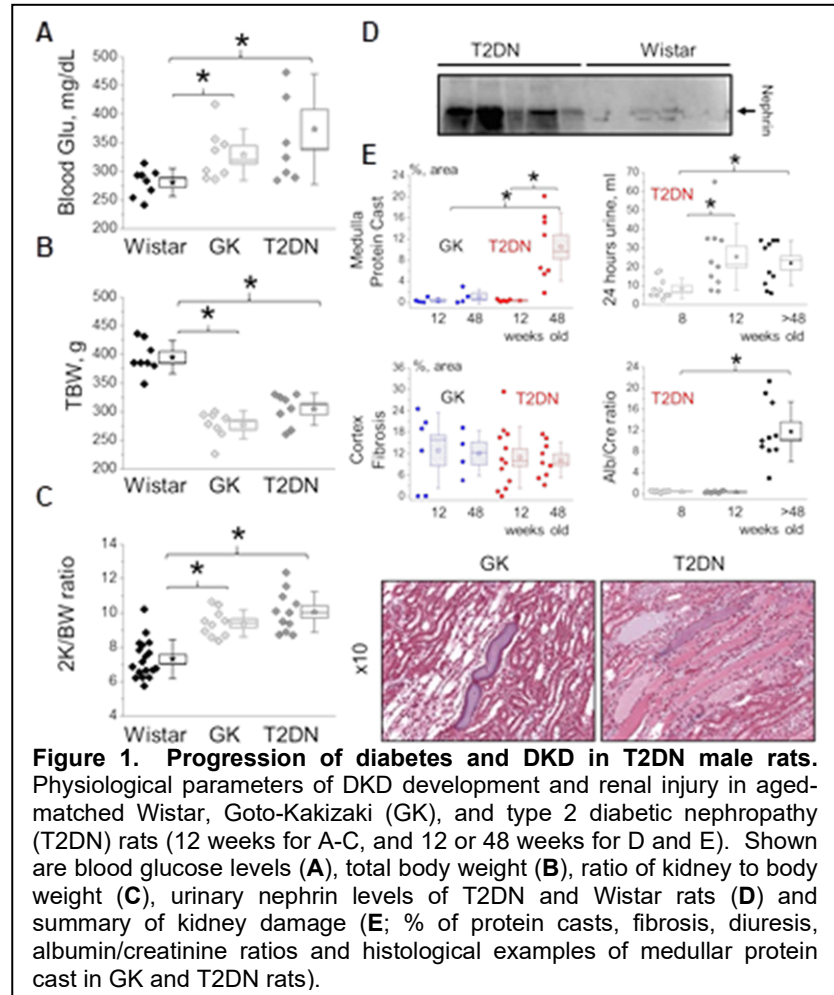 A
Blood Glu, mg/dL
500
450
400
350
300
250
200
*
*
Wistar GK T2DN
B
TBW, g
450
400
350
300
250
200
*
*
Wistar GK T2DN
C
2K/BW ratio
14
12
10
8
6
4
*
*
Wistar GK T2DN
D
T2DN Wistar
Nephrin
E
%, area
Medulla
Protein Cast
24
20
16
12
8
4
0
*
*
GK T2DN
12 48 12 48
weeks old
24 hours urine, ml
70
60
50
40
30
20
10
0
T2DN
*
*
8 12 >48
weeks old
%, area
Cortex
Fibrosis
36
30
24
18
12
6
0
GK T2DN
12 48 12 48
weeks old
Alb/Cre ratio
24
20
16
12
8
4
0
T2DN
*
8 12 >48
weeks old
GK T2DN
x10
Figure 1. Progression of diabetes and DKD in T2DN male rats.
Physiological parameters of DKD development and renal injury in aged-
matched Wistar, Goto-Kakizaki (GK), and type 2 diabetic nephropathy
(T2DN) rats (12 weeks for A-C, and 12 or 48 weeks for D and E). Shown
are blood glucose levels (A), total body weight (B), ratio of kidney to body
weight (C), urinary nephrin levels of T2DN and Wistar rats (D) and
summary of kidney damage (E; % of protein casts, fibrosis, diuresis,
albumin/creatinine ratios and histological examples of medullar protein
cast in GK and T2DN rats).